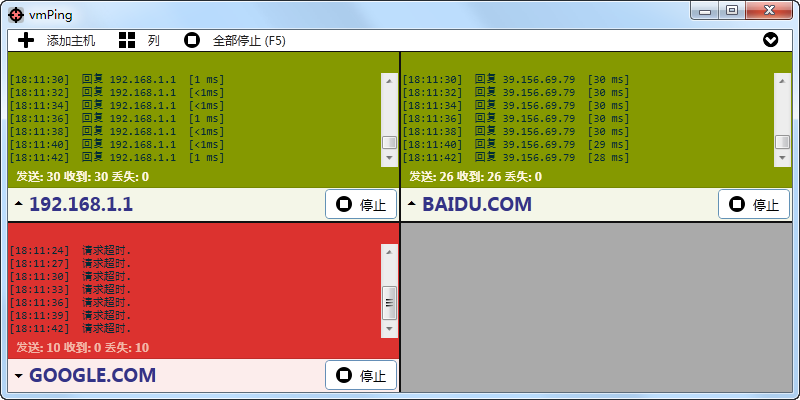 vmPing
添加主机 列 全部停止 (F5)
[18:11:30] 回复 192.168.1.1 [1 ms]
[18:11:32] 回复 192.168.1.1 [<1ms]
[18:11:34] 回复 192.168.1.1 [<1ms]
[18:11:36] 回复 192.168.1.1 [1 ms]
[18:11:38] 回复 192.168.1.1 [<1ms]
[18:11:40] 回复 192.168.1.1 [<1ms]
[18:11:42] 回复 192.168.1.1 [1 ms]
发送: 30 收到: 30 丢失: 0
192.168.1.1 停止
[18:11:30] 回复 39.156.69.79 [30 ms]
[18:11:32] 回复 39.156.69.79 [30 ms]
[18:11:34] 回复 39.156.69.79 [30 ms]
[18:11:36] 回复 39.156.69.79 [30 ms]
[18:11:38] 回复 39.156.69.79 [30 ms]
[18:11:40] 回复 39.156.69.79 [29 ms]
[18:11:42] 回复 39.156.69.79 [28 ms]
发送: 26 收到: 26 丢失: 0
BAIDU.COM 停止
[18:11:24] 请求超时.
[18:11:27] 请求超时.
[18:11:30] 请求超时.
[18:11:33] 请求超时.
[18:11:36] 请求超时.
[18:11:39] 请求超时.
[18:11:42] 请求超时.
发送: 10 收到: 0 丢失: 10
GOOGLE.COM 停止